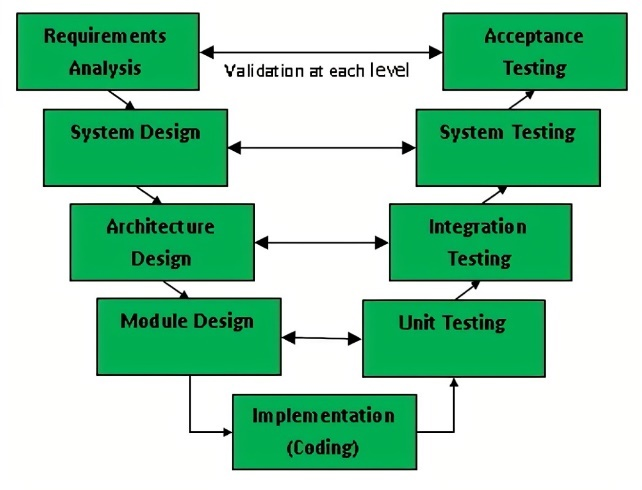 Requirements
Analysis
Acceptance
Testing
Validation at each level
System Design
System Testing
Architecture
Design
Integration
Testing
Module Design
Unit Testing
Implementation
(Coding)